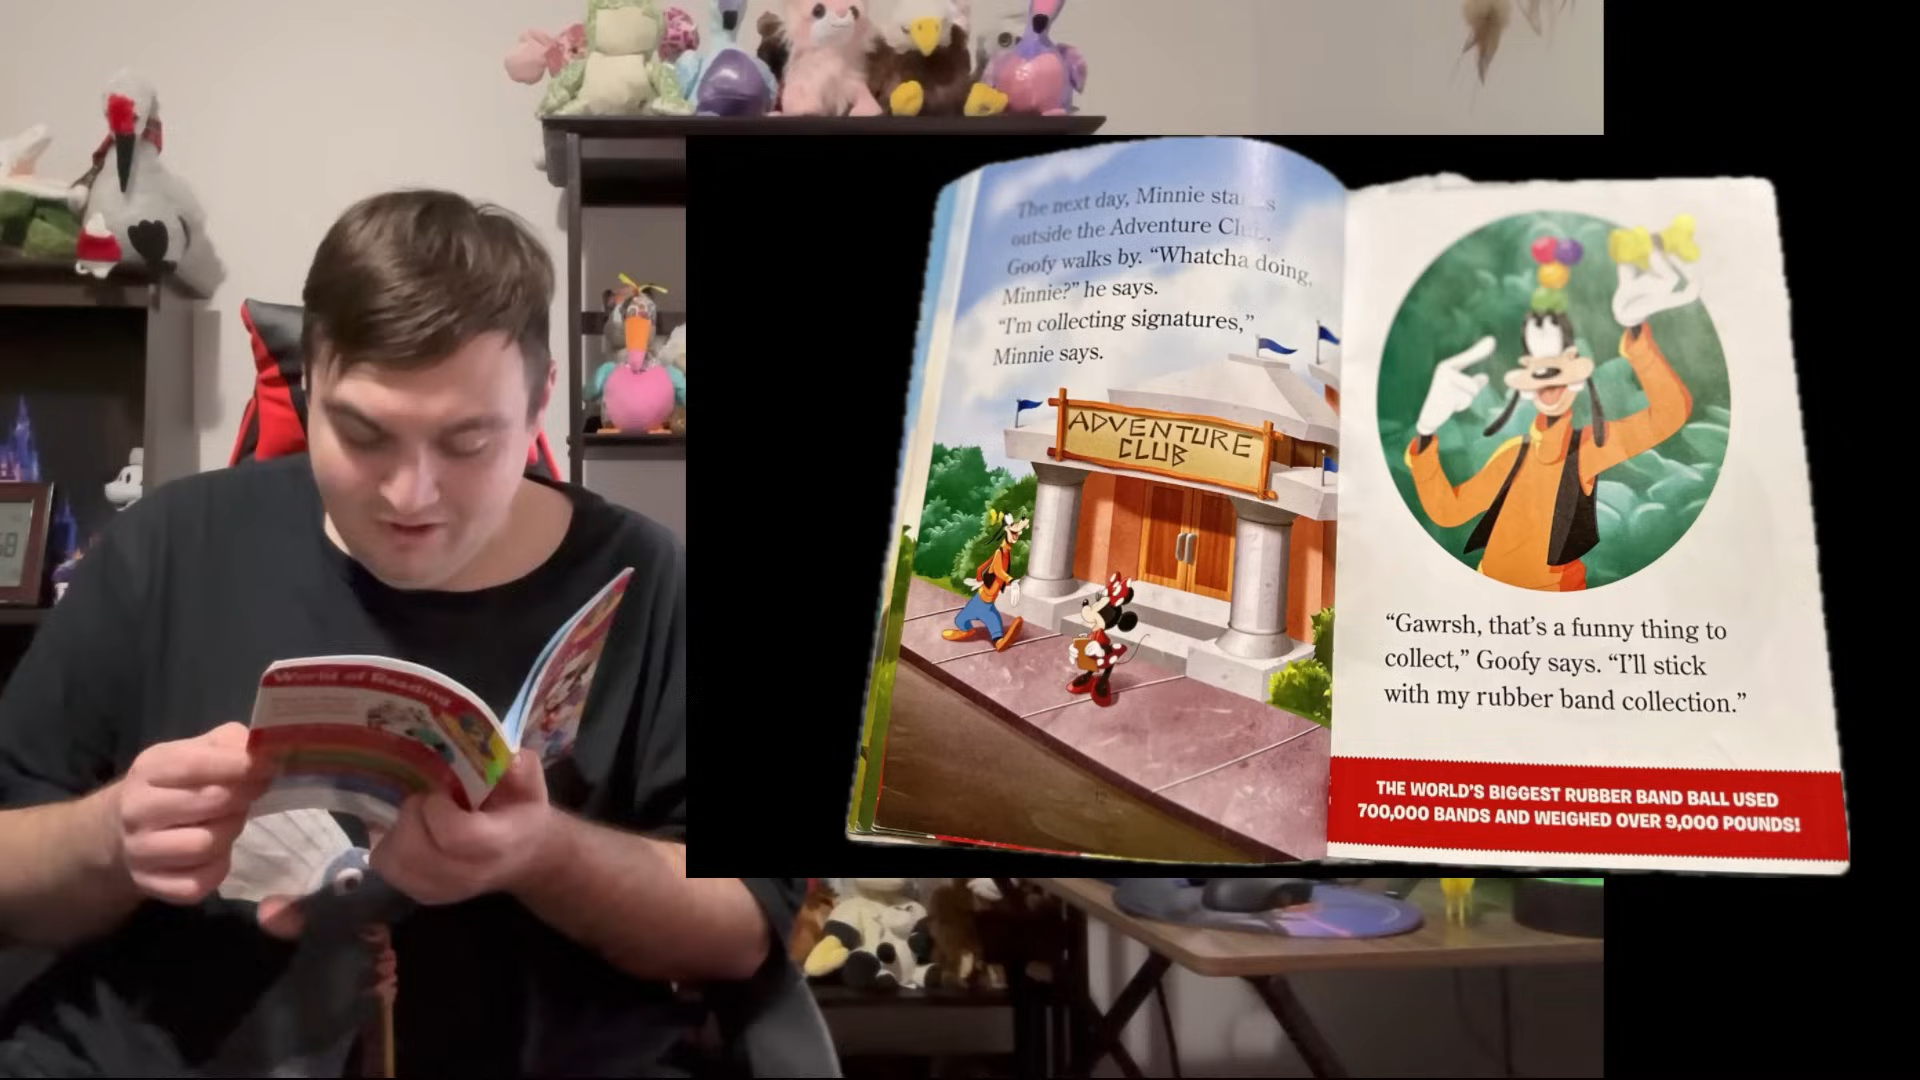 The next day, Minnie
outside the Adventure
Goofy walks by. “Whatcha doing,
Minnie?” he says.
“I’m collecting signatures,”
Minnie says.
ADVENTURE
CLUB
“Gawrsh, that’s a funny thing to
collect,” Goofy says. “I’ll stick
with my rubber band collection.”
THE WORLD’S BIGGEST RUBBER BAND BALL USED
700,000 BANDS AND WEIGHED OVER 9,000 POUNDS!
World of Reading